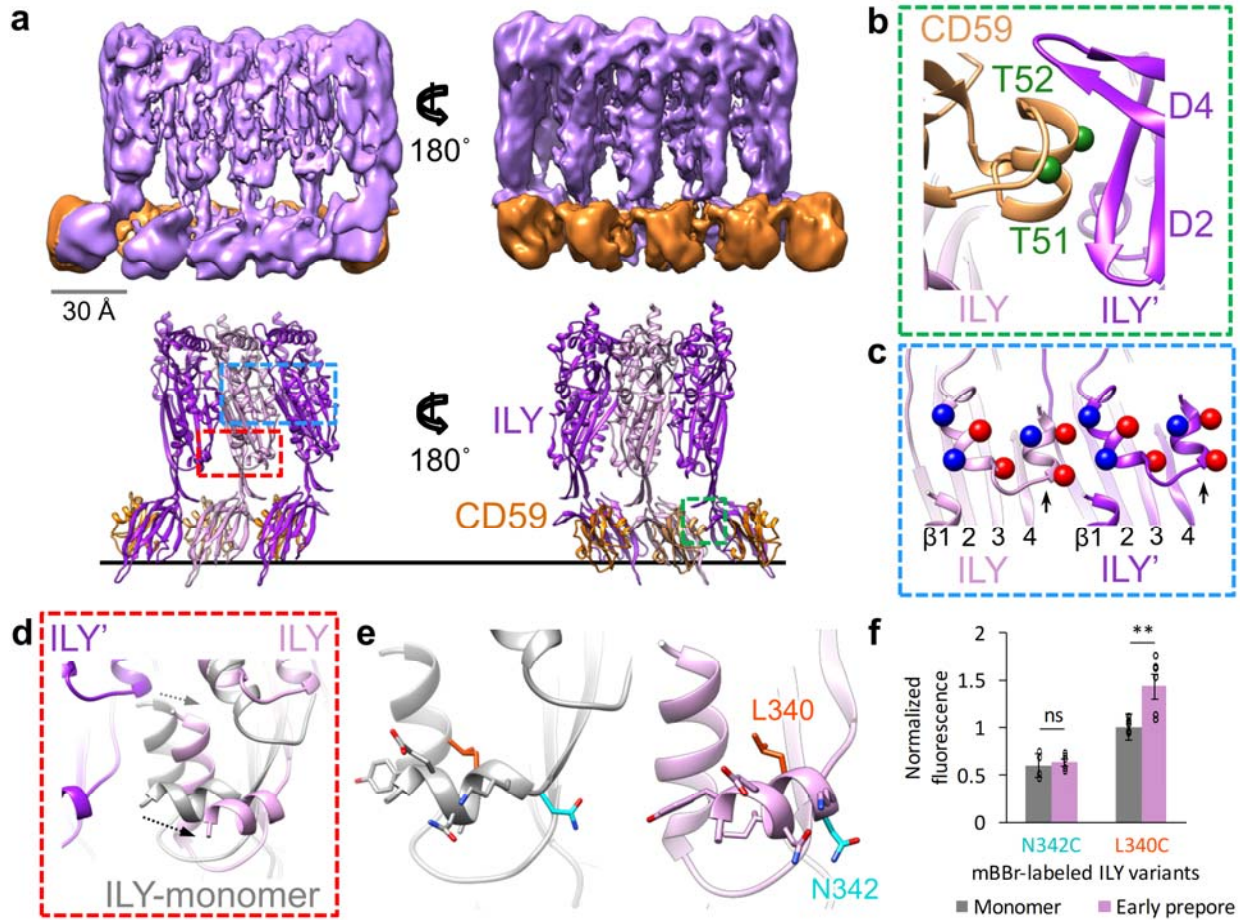 a
180°
30 Å
ILY
180°
CD59
b
CD59
T52
D4
T51
D2
ILY
ILY’
c
β1 2 3 4 β1 2 3 4
ILY ILY’
d
ILY’ ILY
ILY-monomer
e
L340
N342
f
Normalized
fluorescence
2
1.5
1
0.5
0
ns
**
N342C L340C
mBBr-labeled ILY variants
Monomer Early prepore